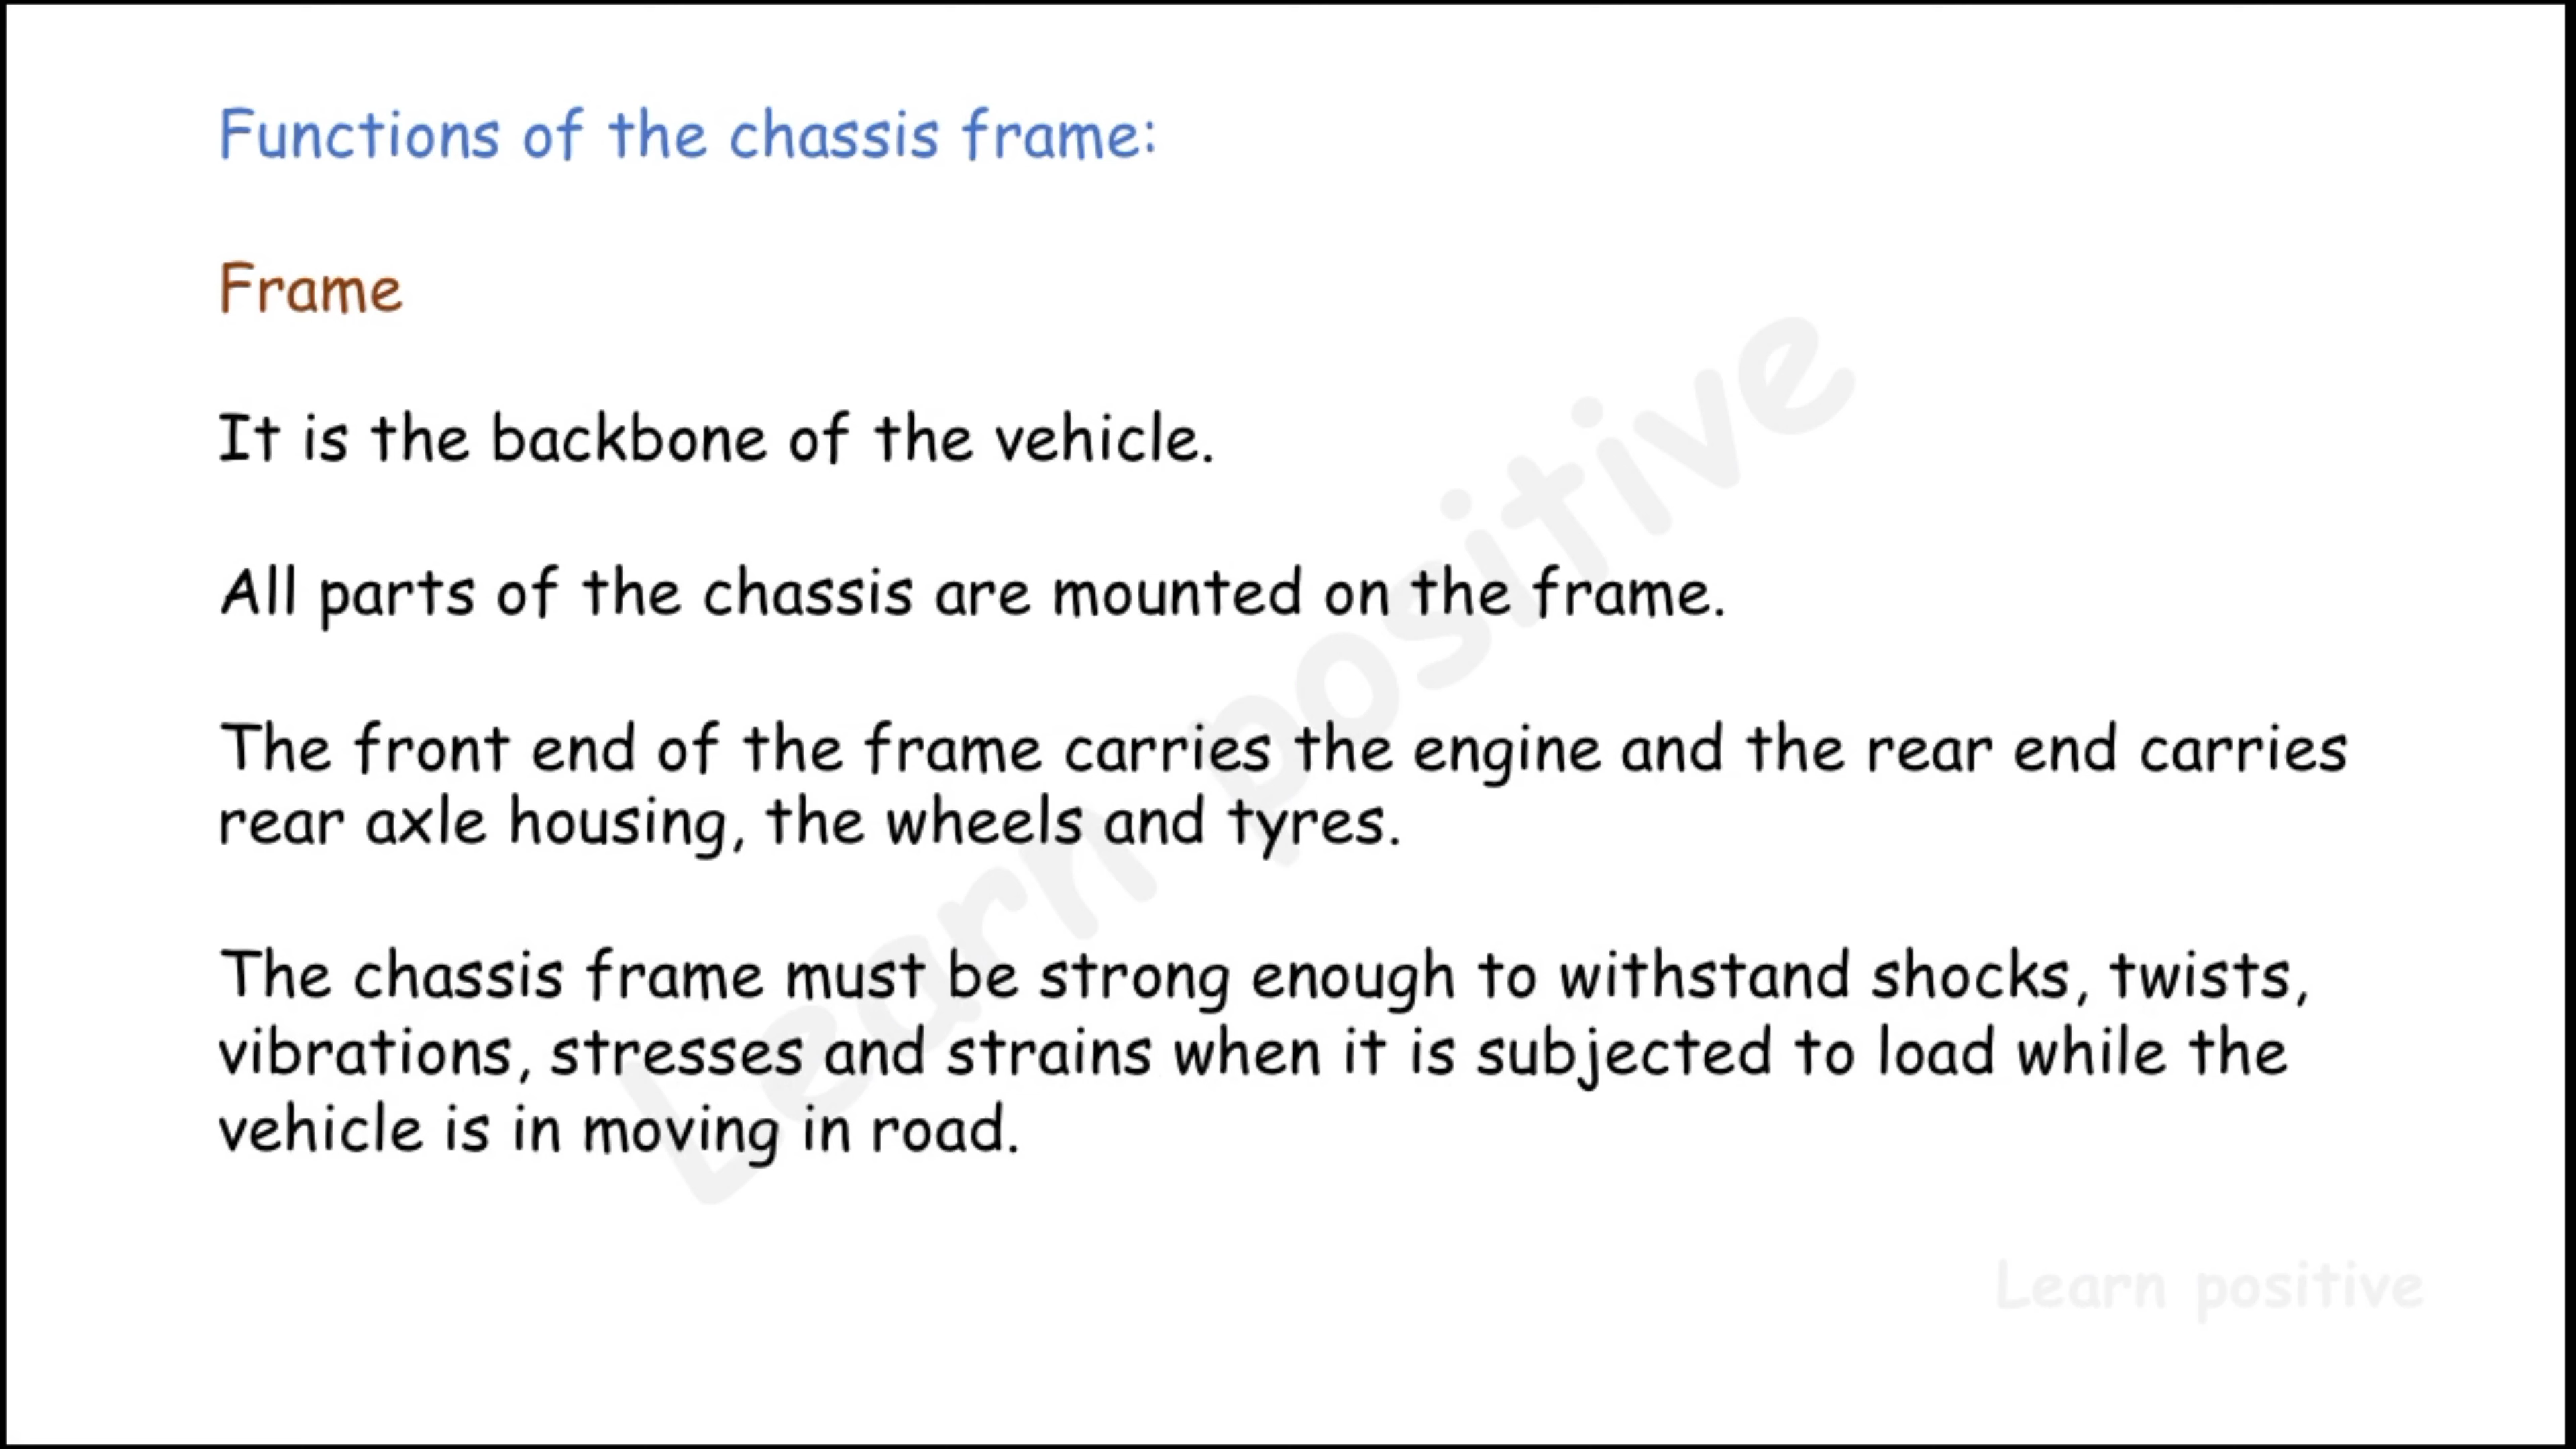 Functions of the chassis frame:
Frame
It is the backbone of the vehicle.
All parts of the chassis are mounted on the frame.
The front end of the frame carries the engine and the rear end carries
rear axle housing, the wheels and tyres.
The chassis frame must be strong enough to withstand shocks, twists,
vibrations, stresses and strains when it is subjected to load while the
vehicle is in moving in road.
Learn positive
Learn positive